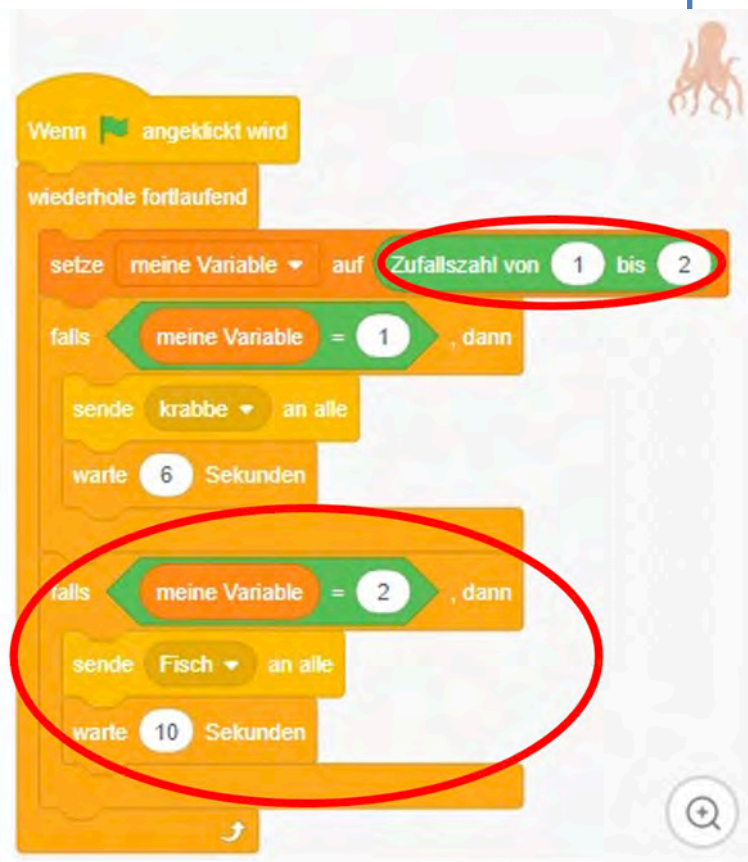 Wenn angeklickt wird
wiederhole fortlaufend
setze meine Variable auf Zufallszahl von 1 bis 2
falls meine Variable = 1 , dann
sende krabbe an alle
warte 6 Sekunden
falls meine Variable = 2 , dann
sende Fisch an alle
warte 10 Sekunden